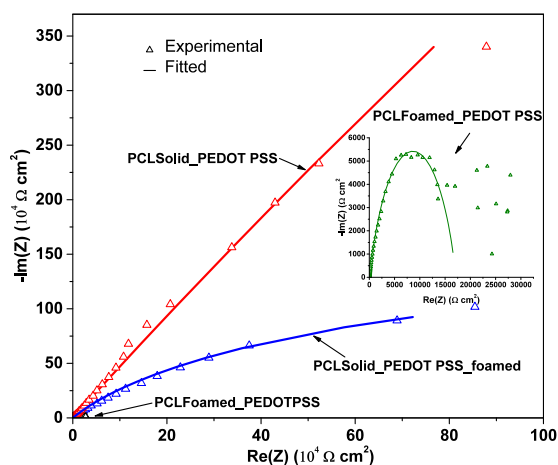 350
300
250
200
150
100
50
0
-Im(Z) (10⁴ Ω cm²)
Experimental
Fitted
PCLSolid_PEDOT PSS
PCLFoamed_PEDOT PSS
6000
5000
4000
3000
2000
1000
0
-Im(Z) (Ω cm²)
0 5000 10000 15000 20000 25000 30000
Re(Z) (Ω cm²)
PCLSolid_PEDOT PSS_foamed
PCLFoamed_PEDOTPSS
0 20 40 60 80 100
Re(Z) (10⁴ Ω cm²)